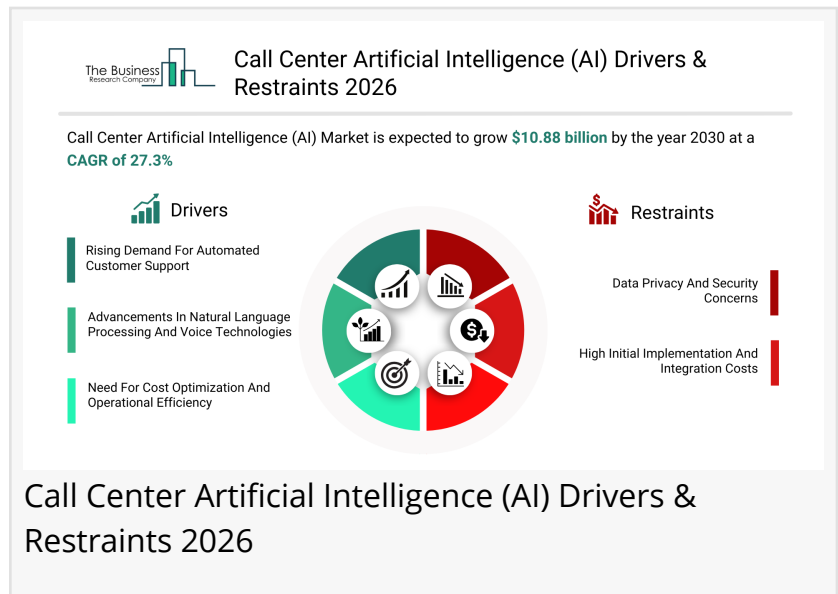 The Business
Research Company
Call Center Artificial Intelligence (AI) Drivers &
Restraints 2026
Call Center Artificial Intelligence (AI) Market is expected to grow $10.88 billion by the year 2030 at a
CAGR of 27.3%
Drivers
Rising Demand For Automated
Customer Support
Advancements In Natural Language
Processing And Voice Technologies
Need For Cost Optimization And
Operational Efficiency
$
Restraints
Data Privacy And Security
Concerns
High Initial Implementation And
Integration Costs
$
Call Center Artificial Intelligence (AI) Drivers &
Restraints 2026